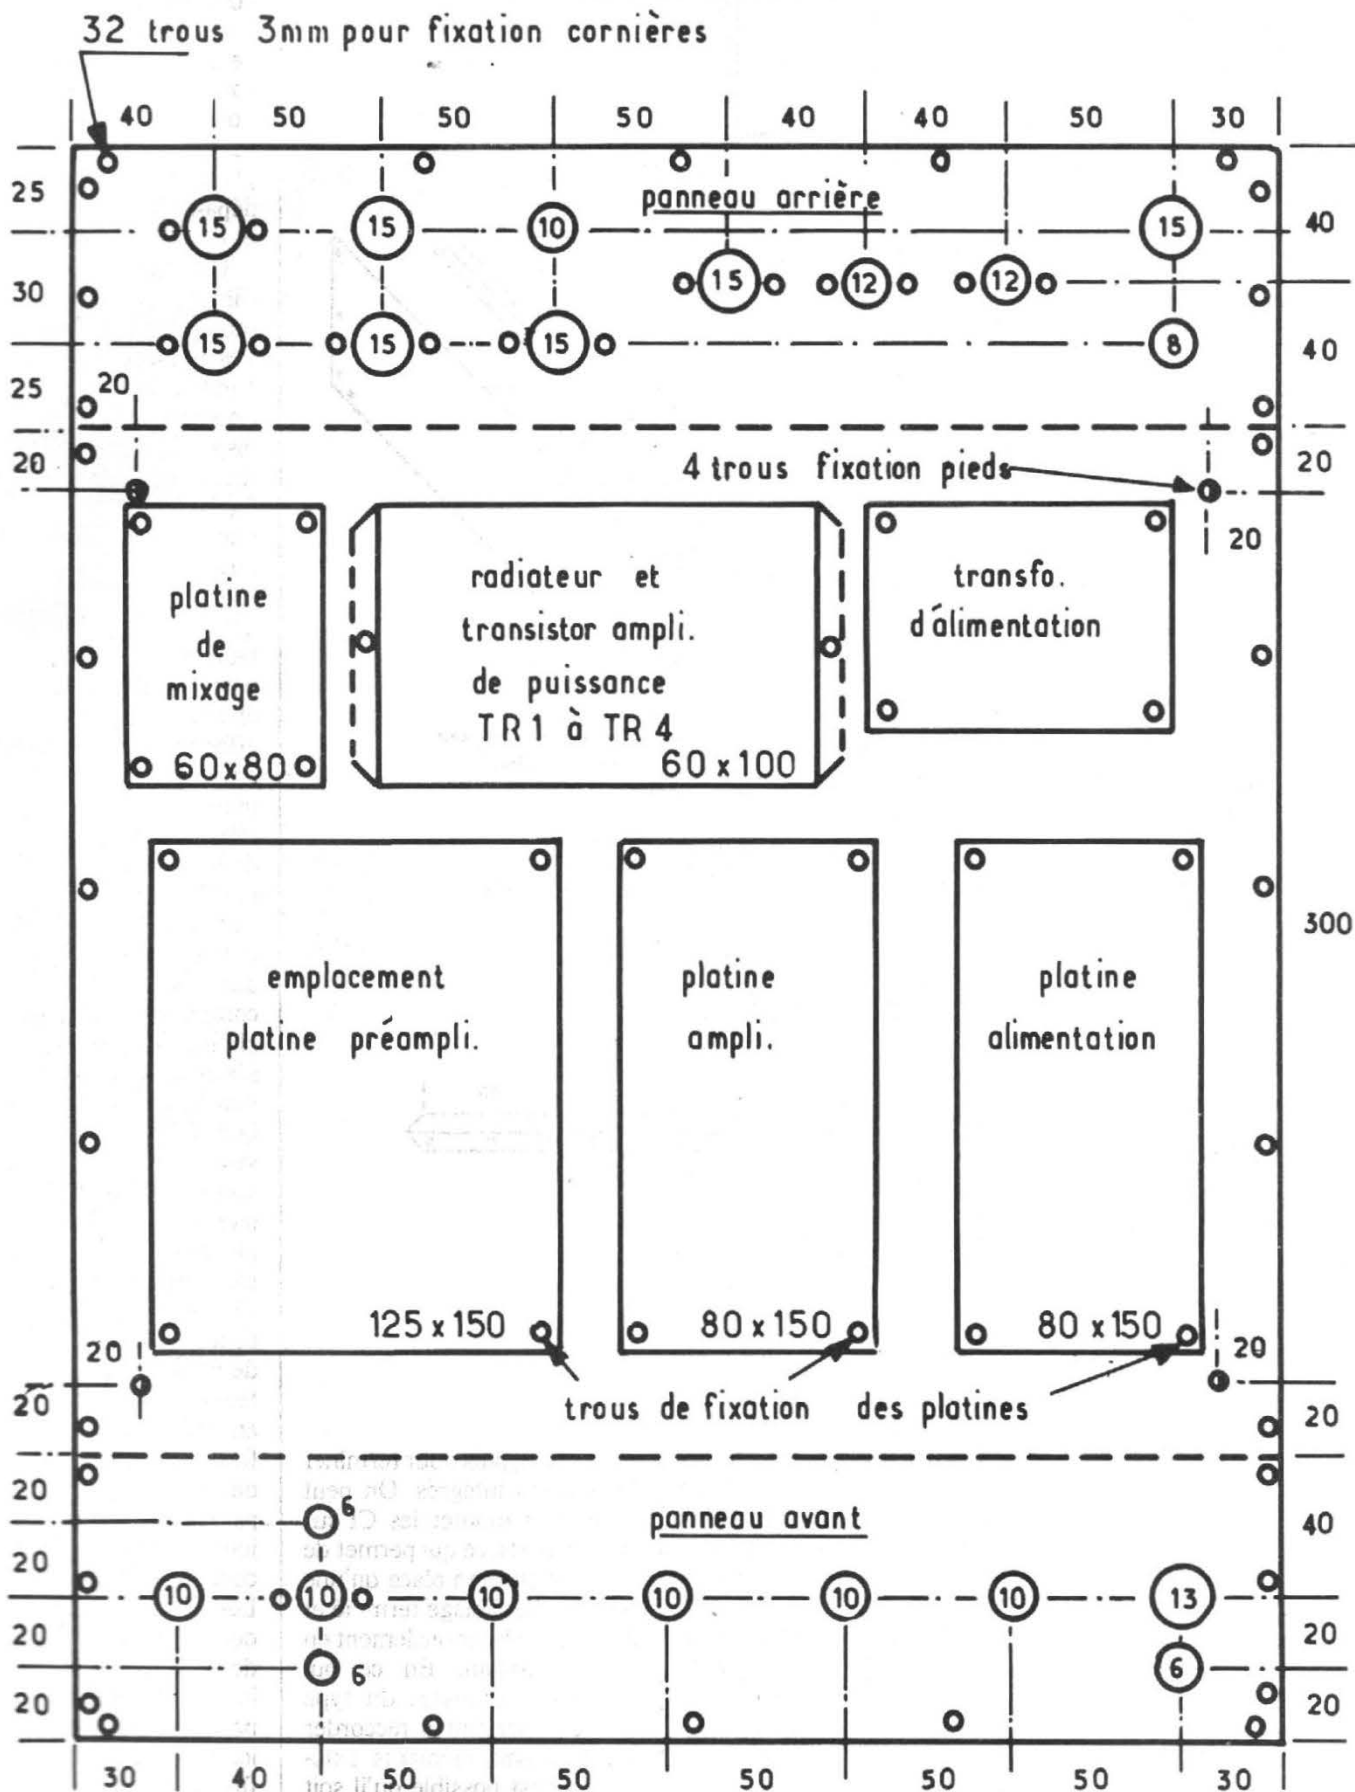 32 trous 3mm pour fixation cornières
40 50 50 50 40 40 50 30
25
panneau arrière
15 15 10 15
40
30
15 12 12
15 15 15 8
40
25
20
20
4 trous fixation pieds
20
20
platine
de
mixage
60x80
radiateur et
transistor ampli.
de puissance
TR1 à TR4
60x100
transfo.
d'alimentation
300
emplacement
platine préampli.
125x150
platine
ampli.
80x150
platine
alimentation
80x150
20
20
20
trous de fixation des platines
20
20
6
panneau avant
40
20
10 10 10 10 10 10 13
20
6
6
20
20
20
30 40 50 50 50 50 50 30